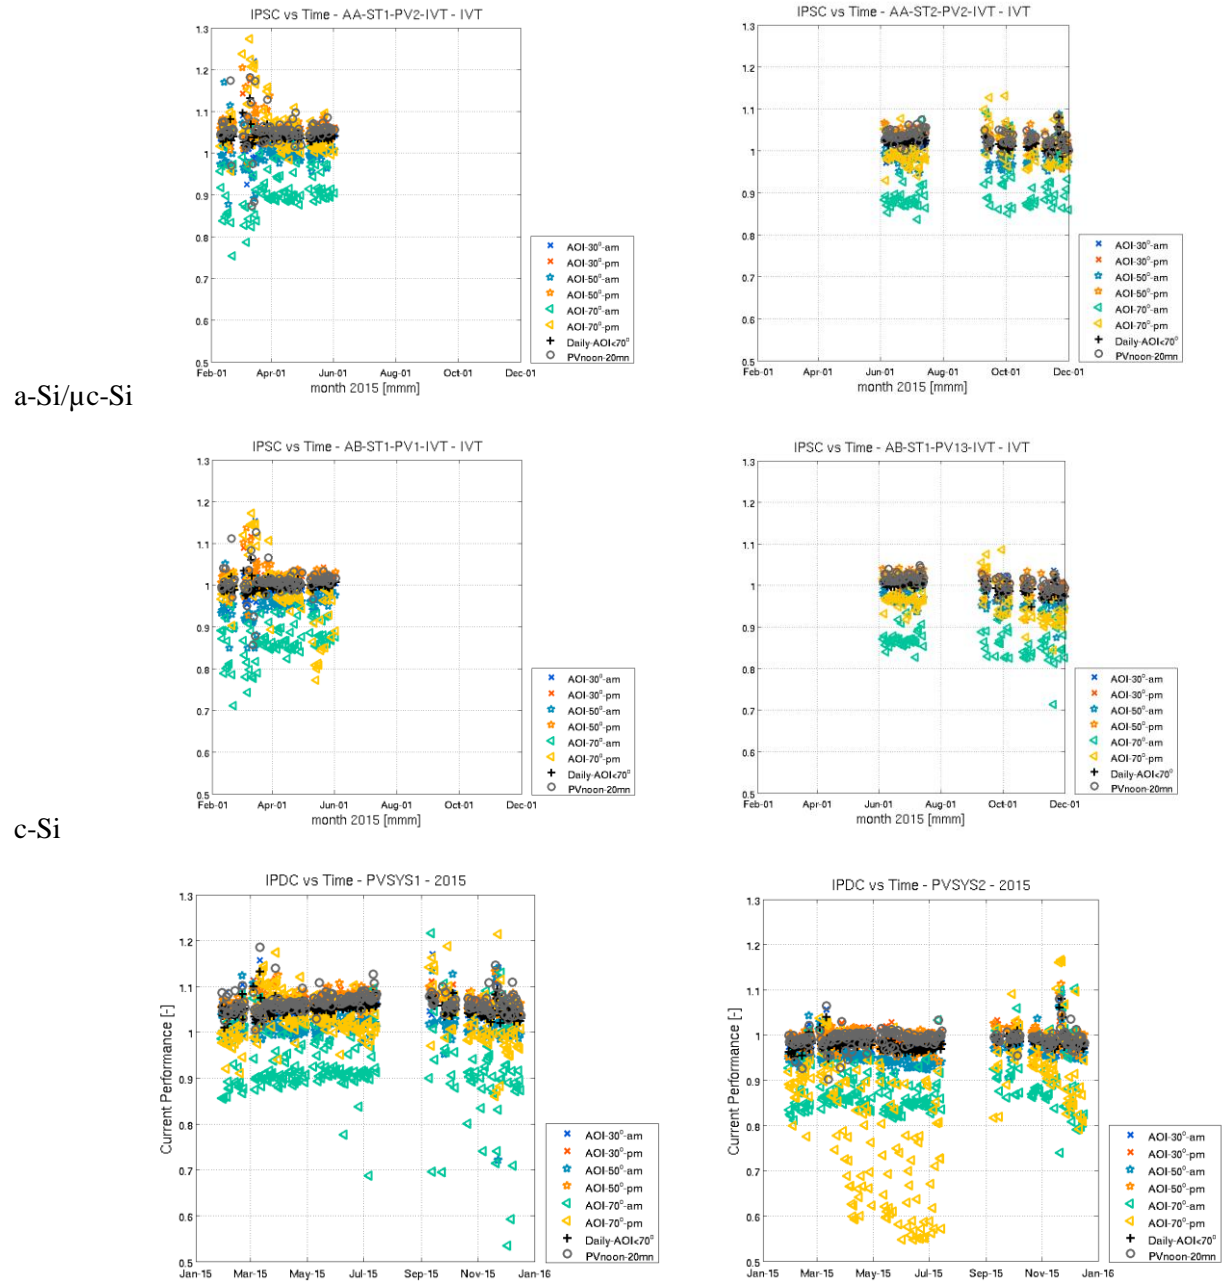 IPSC vs Time - AA-ST1-PV2-IVT - IVT
1.3
1.2
1.1
1
0.9
0.8
0.7
0.6
0.5
Feb-01 Apr-01 Jun-01 Aug-01 Oct-01 Dec-01
month 2015 [mmm]
AOI-30°-am
AOI-30°-pm
AOI-50°-am
AOI-50°-pm
AOI-70°-am
AOI-70°-pm
Daily-AOI<70°
PVnoon-20mn
IPSC vs Time - AA-ST2-PV2-IVT - IVT
1.3
1.2
1.1
1
0.9
0.8
0.7
0.6
0.5
Feb-01 Apr-01 Jun-01 Aug-01 Oct-01 Dec-01
month 2015 [mmm]
AOI-30°-am
AOI-30°-pm
AOI-50°-am
AOI-50°-pm
AOI-70°-am
AOI-70°-pm
Daily-AOI<70°
PVnoon-20mn
a-Si/µc-Si
IPSC vs Time - AB-ST1-PV1-IVT - IVT
1.3
1.2
1.1
1
0.9
0.8
0.7
0.6
0.5
Feb-01 Apr-01 Jun-01 Aug-01 Oct-01 Dec-01
month 2015 [mmm]
AOI-30°-am
AOI-30°-pm
AOI-50°-am
AOI-50°-pm
AOI-70°-am
AOI-70°-pm
Daily-AOI<70°
PVnoon-20mn
IPSC vs Time - AB-ST1-PV13-IVT - IVT
1.3
1.2
1.1
1
0.9
0.8
0.7
0.6
0.5
Feb-01 Apr-01 Jun-01 Aug-01 Oct-01 Dec-01
month 2015 [mmm]
AOI-30°-am
AOI-30°-pm
AOI-50°-am
AOI-50°-pm
AOI-70°-am
AOI-70°-pm
Daily-AOI<70°
PVnoon-20mn
c-Si
IPDC vs Time - PVSYS1 - 2015
Current Performance [-]
1.3
1.2
1.1
1
0.9
0.8
0.7
0.6
0.5
Jan-15 Mar-15 May-15 Jul-15 Sep-15 Nov-15 Jan-16
AOI-30°-am
AOI-30°-pm
AOI-50°-am
AOI-50°-pm
AOI-70°-am
AOI-70°-pm
Daily-AOI<70°
PVnoon-20mn
IPDC vs Time - PVSYS2 - 2015
Current Performance [-]
1.3
1.2
1.1
1
0.9
0.8
0.7
0.6
0.5
Jan-15 Mar-15 May-15 Jul-15 Sep-15 Nov-15 Jan-16
AOI-30°-am
AOI-30°-pm
AOI-50°-am
AOI-50°-pm
AOI-70°-am
AOI-70°-pm
Daily-AOI<70°
PVnoon-20mn